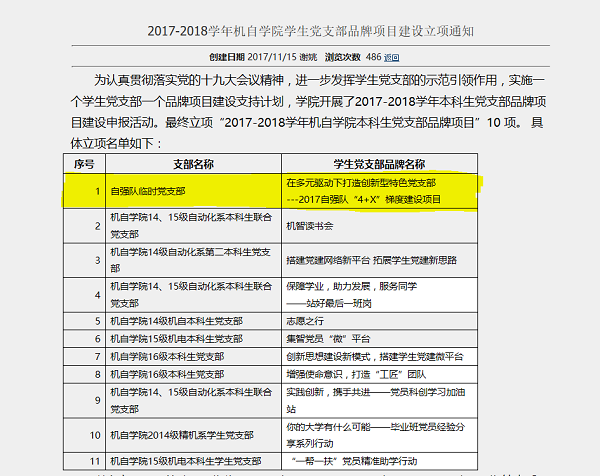 2017-2018学年机自学院学生党支部品牌项目建设立项通知
创建日期 2017/11/15 谢姚 浏览次数 486 返回
为认真贯彻落实党的十九大会议精神，进一步发挥学生党支部的示范引领作用，实施一
个学生党支部一个品牌项目建设支持计划，学院开展了2017-2018学年本科生党支部品牌项
目建设申报活动。最终立项“2017-2018学年机自学院本科生党支部品牌项目”10 项。 具
体立项名单如下：
序号 支部名称 学生党支部品牌名称
1 自强队临时党支部 在多元驱动下打造创新型特色党支部
---2017自强队“4+X”梯度建设项目
2 机自学院14、15级自动化系本科生联合
党支部 机智读书会
3 机自学院14级自动化系第二本科生党支
部 搭建党建网络新平台 拓展学生党建新思路
4 机自学院14、15级自动化系本科生联合
党支部 保障学业，助力发展，服务同学
——站好最后一班岗
5 机自学院14级机自本科生党支部 志愿之行
6 机自学院15级机电本科生党支部 集智党员“微”平台
7 机自学院16级本科生党支部 创新思想建设新模式，搭建学生党建微平台
8 机自学院16级本科生党支部 增强使命意识，打造“工匠”团队
9 机自学院14、15级自动化系本科生联合
党支部 实践创新，携手共进——党员科创学习加油
站
10 机自学院2014级精机系学生党支部 你的大学有什么可能——毕业班党员经验分
享系列行动
11 机自学院15级机电本科学生党支部 “一帮一扶”党员精准助学行动